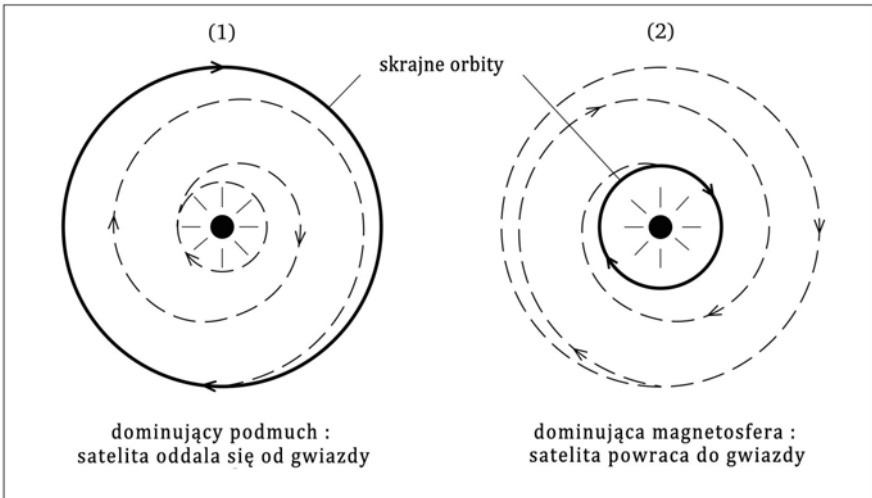 (1)
(2)
skrajne orbity
dominujący podmuch :
satelita oddala się od gwiazdy
dominująca magnetosfera :
satelita powraca do gwiazdy